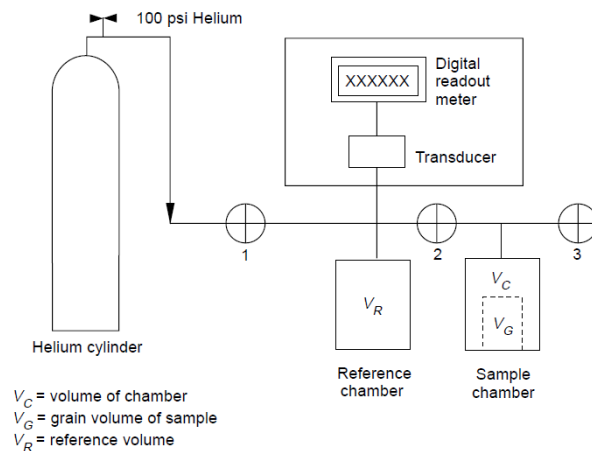 100 psi Helium
Digital
readout
meter
XXXXXX
Transducer
1
2
3
V_C
V_R
V_G
Helium cylinder
Reference
chamber
Sample
chamber
V_C = volume of chamber
V_G = grain volume of sample
V_R = reference volume